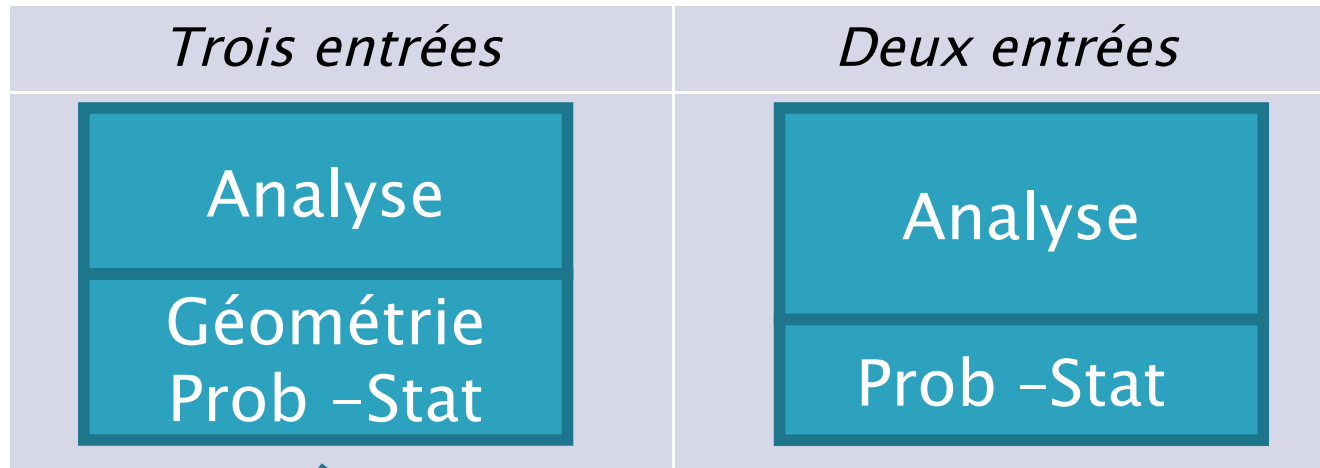 Trois entrées
Deux entrées
Analyse
Géométrie
Prob –Stat
Analyse
Prob –Stat